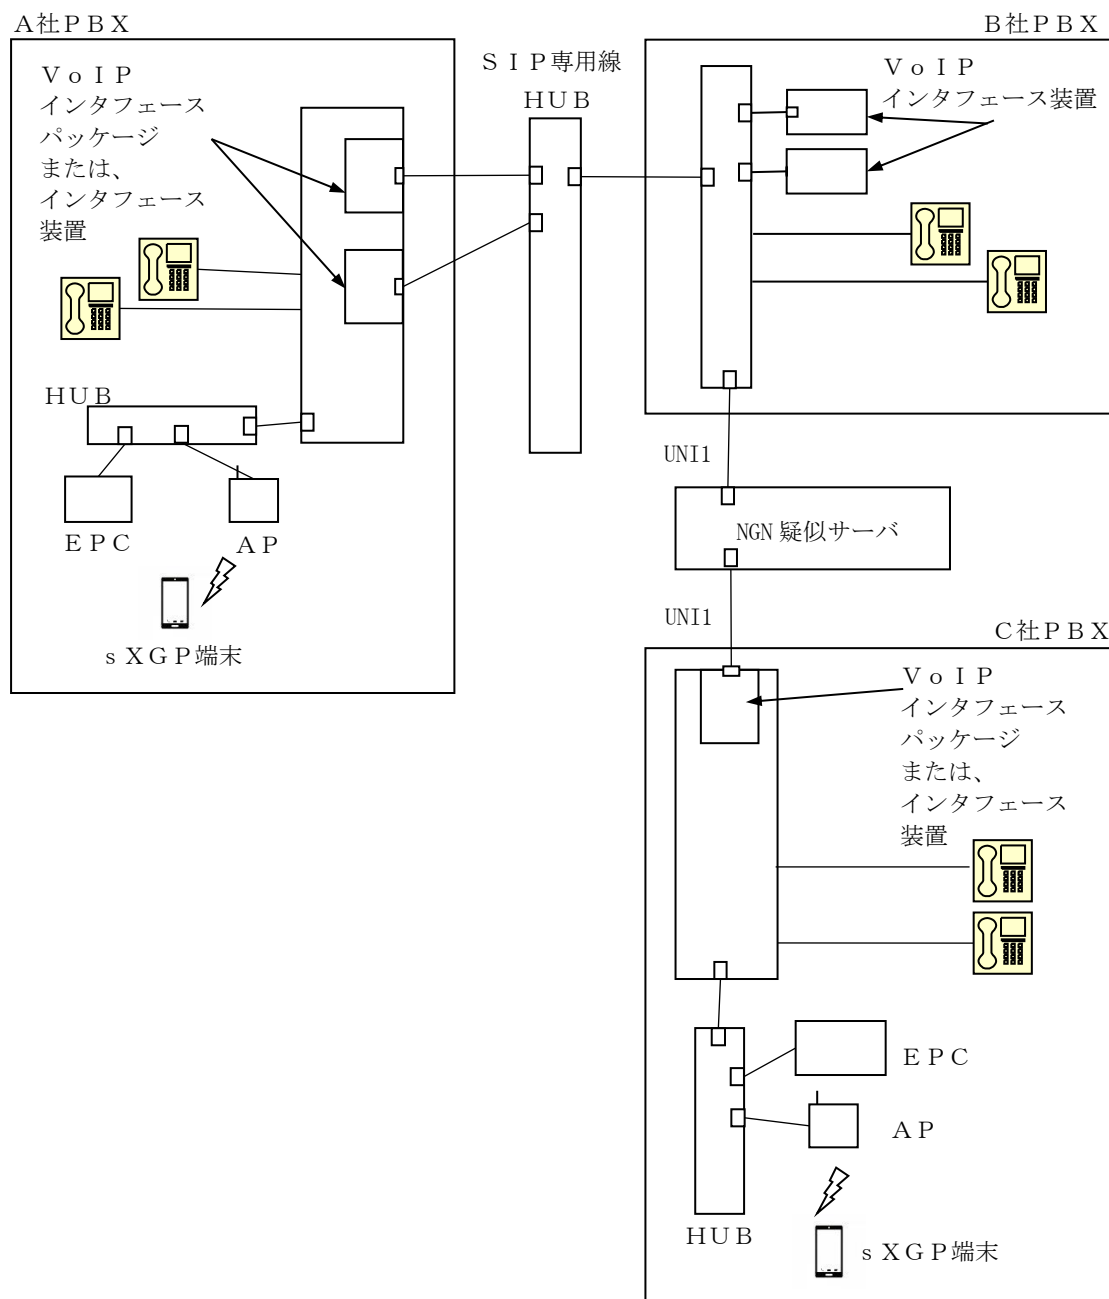 A社PBX
VoIP
インタフェース
パッケージ
または、
インタフェース
装置
HUB
EPC
AP
sXGP端末
SIP専用線
HUB
B社PBX
VoIP
インタフェース装置
UNI1
NGN疑似サーバ
UNI1
C社PBX
VoIP
インタフェース
パッケージ
または、
インタフェース
装置
EPC
AP
HUB
sXGP端末